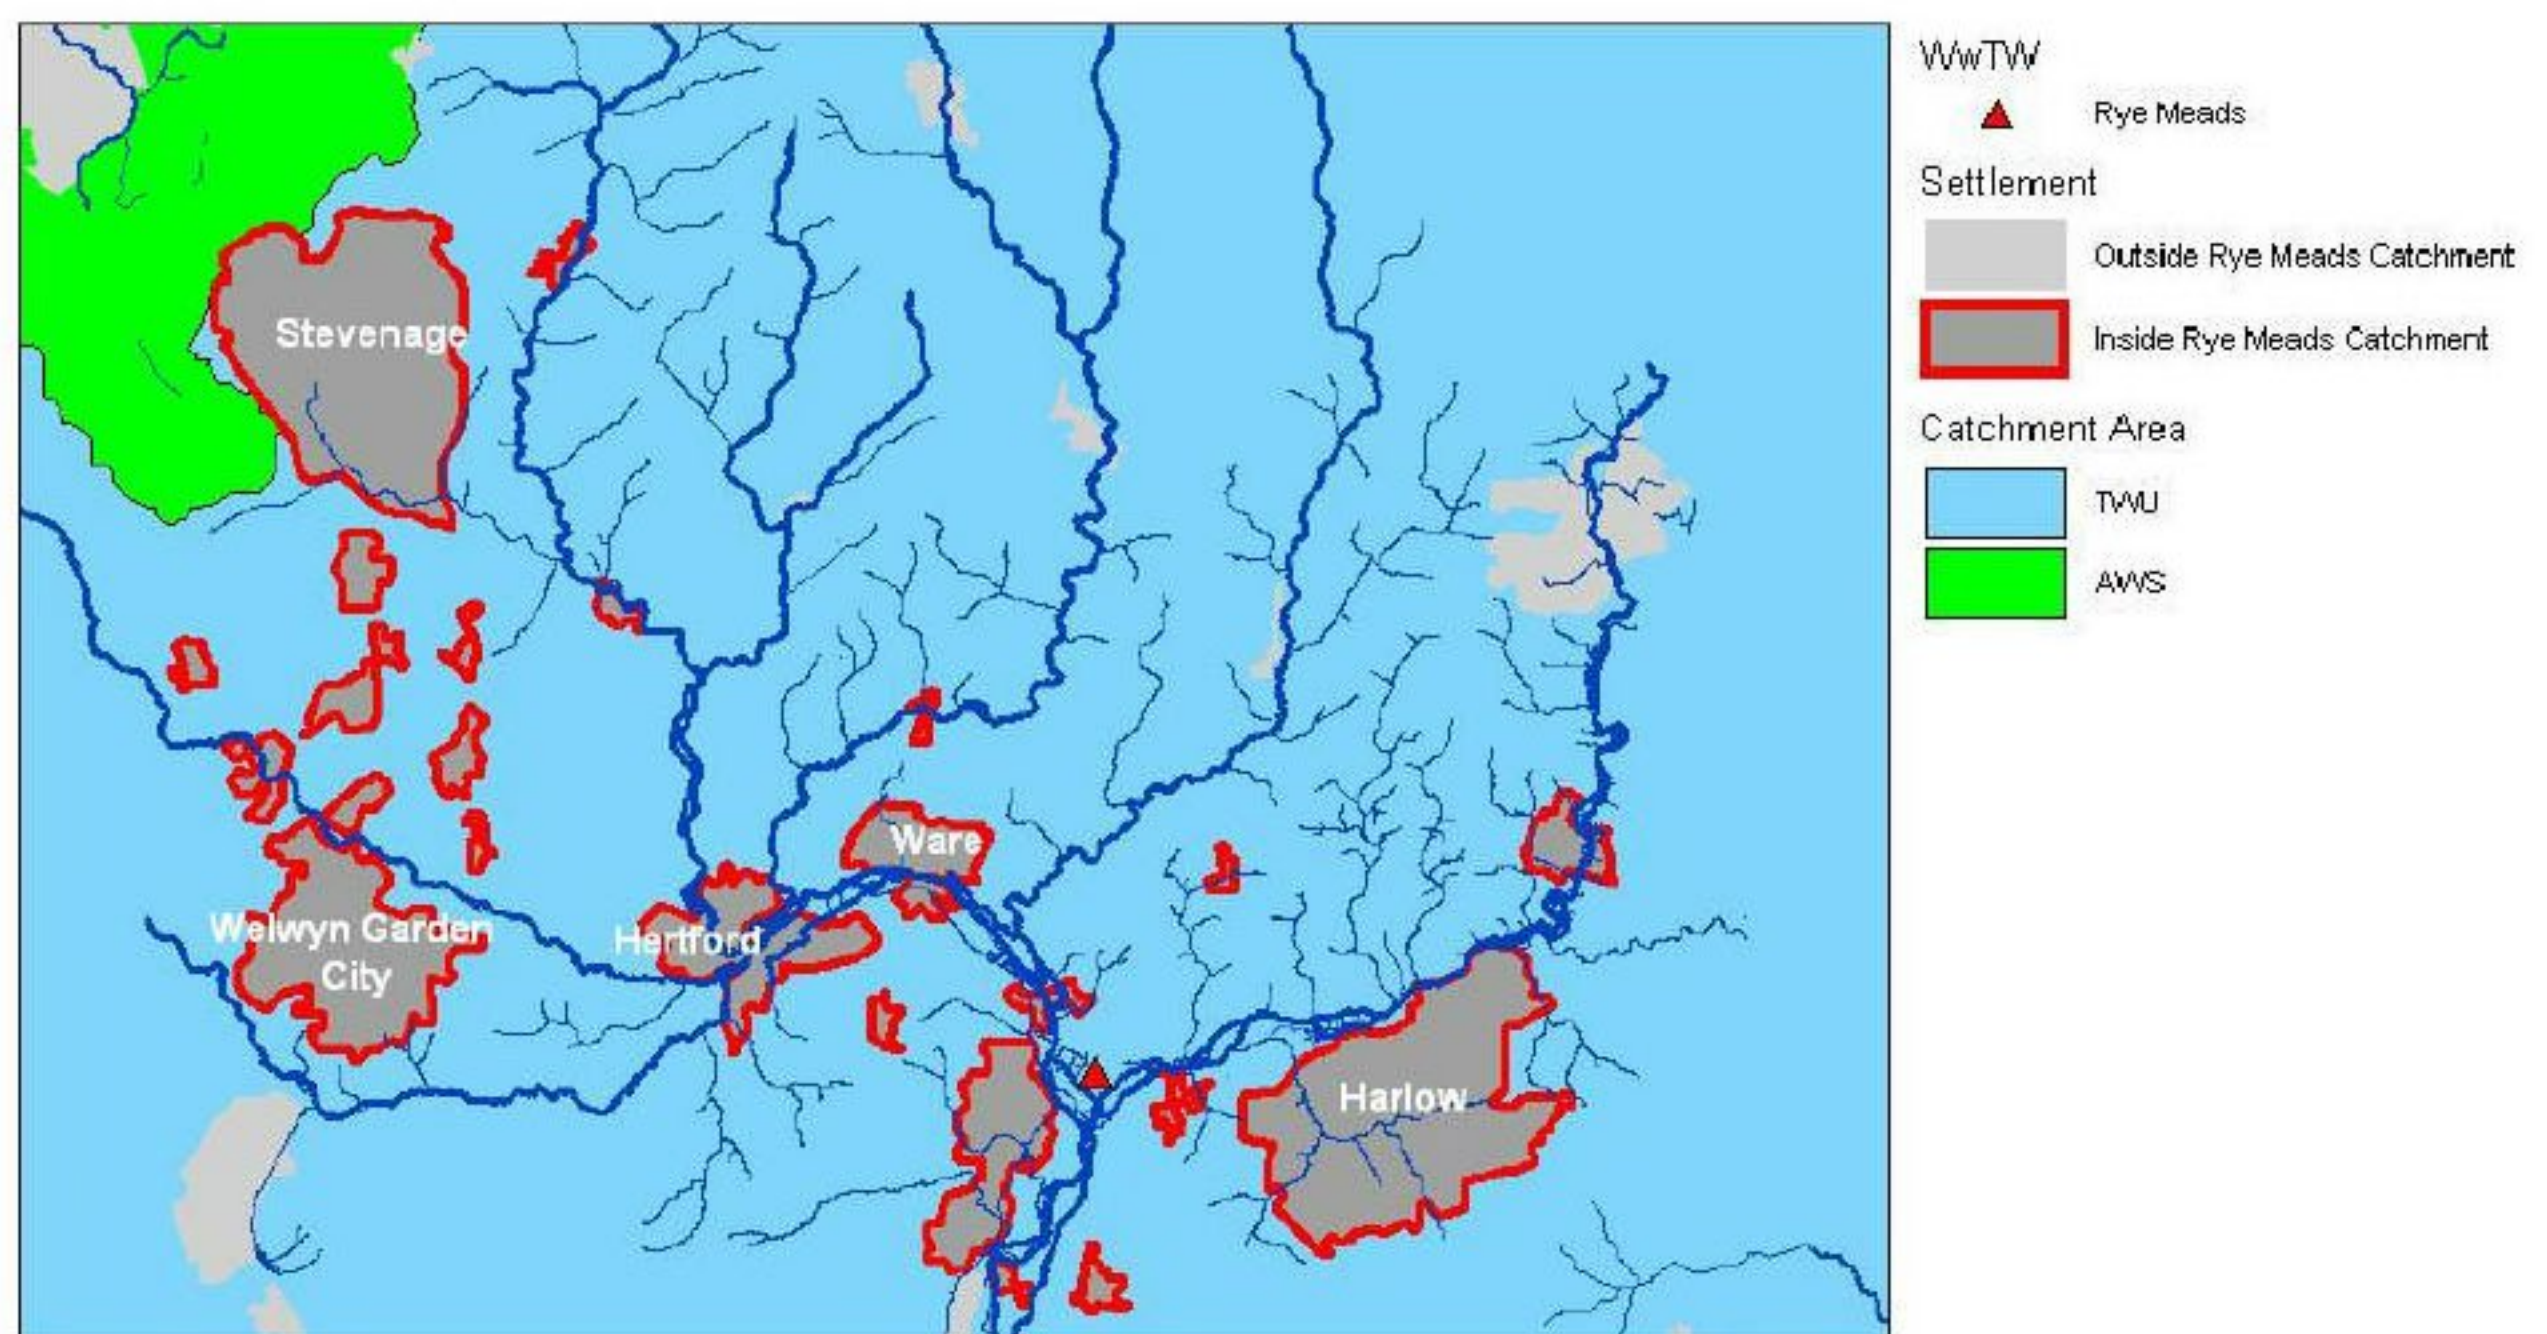 Stevenage
Ware
Welwyn Garden
City
Hertford
Harlow
WwTW
Rye Meads
Settlement
Outside Rye Meads Catchment
Inside Rye Meads Catchment
Catchment Area
TWU
AWS